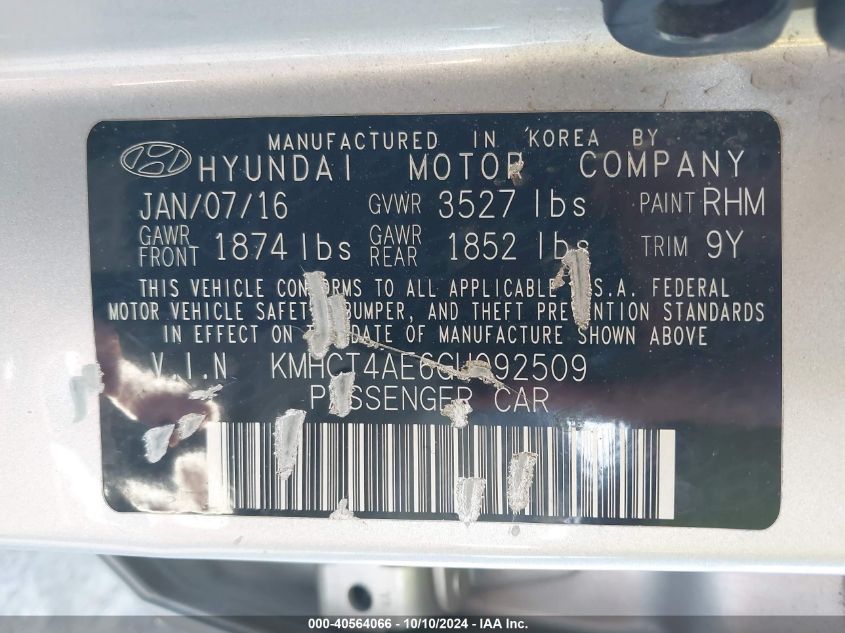 MANUFACTURED IN KOREA BY
HYUNDAI MOTOR COMPANY
JAN/07/16 GVWR 3527 lbs PAINT RHM
GAWR FRONT 1874 lbs GAWR REAR 1852 lbs TRIM 9Y
THIS VEHICLE CONFORMS TO ALL APPLICABLE U.S.A. FEDERAL
MOTOR VEHICLE SAFETY, BUMPER, AND THEFT PREVENTION STANDARDS
IN EFFECT ON THE DATE OF MANUFACTURE SHOWN ABOVE
V.I.N KMHCT4AE6GU092509
PASSENGER CAR
000-40564066 - 10/10/2024 - IAA Inc.